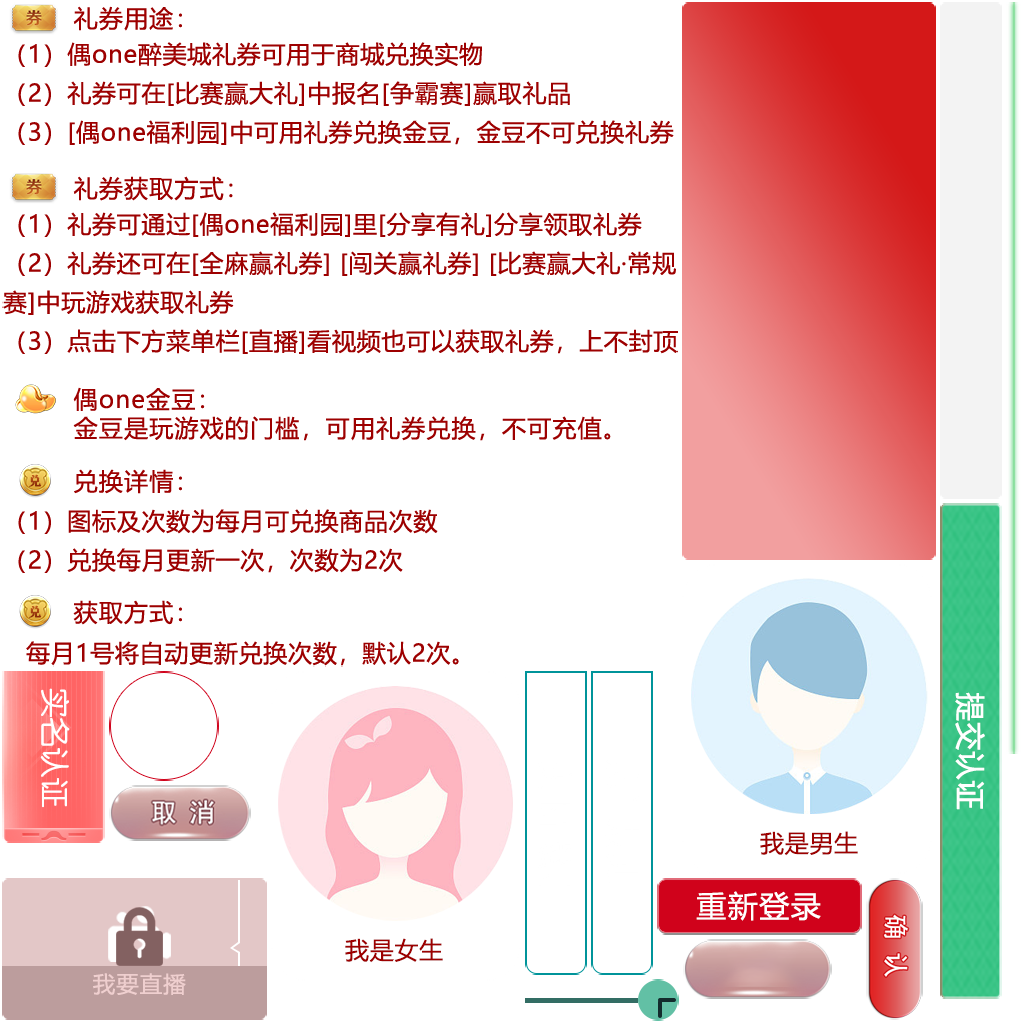 券 礼券用途：
（1）偶one醉美城礼券可用于商城兑换实物
（2）礼券可在[比赛赢大礼]中报名[争霸赛]赢取礼品
（3）[偶one福利园]中可用礼券兑换金豆，金豆不可兑换礼券
券 礼券获取方式：
（1）礼券可通过[偶one福利园]里[分享有礼]分享领取礼券
（2）礼券还可在[全麻赢礼券] [闯关赢礼券] [比赛赢大礼·常规
赛]中玩游戏获取礼券
（3）点击下方菜单栏[直播]看视频也可以获取礼券，上不封顶
偶one金豆：
金豆是玩游戏的门槛，可用礼券兑换，不可充值。
兑 兑换详情：
（1）图标及次数为每月可兑换商品次数
（2）兑换每月更新一次，次数为2次
兑 获取方式：
每月1号将自动更新兑换次数，默认2次。
实名认证
取 消
我是女生
我要直播
我是男生
重新登录
确 认
提交认证